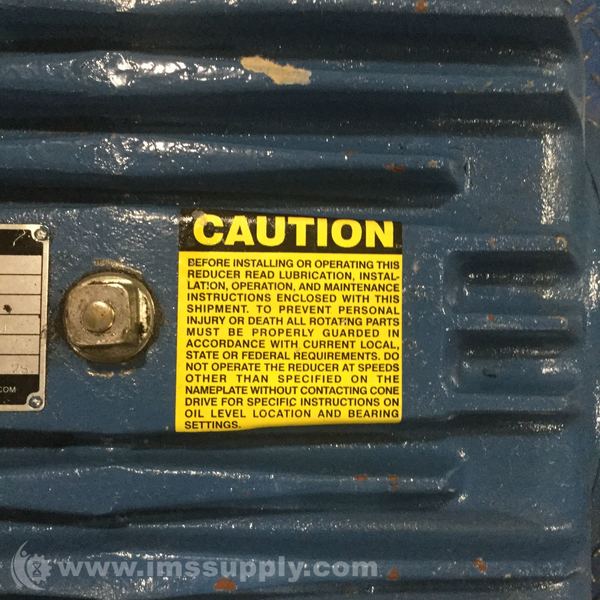 CAUTION
BEFORE INSTALLING OR OPERATING THIS
REDUCER READ LUBRICATION, INSTAL-
LATION, OPERATION, AND MAINTENANCE
INSTRUCTIONS ENCLOSED WITH THIS
SHIPMENT. TO PREVENT PERSONAL
INJURY OR DEATH ALL ROTATING PARTS
MUST BE PROPERLY GUARDED IN
ACCORDANCE WITH CURRENT LOCAL,
STATE OR FEDERAL REQUIREMENTS. DO
NOT OPERATE THE REDUCER AT SPEEDS
OTHER THAN SPECIFIED ON THE
NAMEPLATE WITHOUT CONTACTING CONE
DRIVE FOR SPECIFIC INSTRUCTIONS ON
OIL LEVEL LOCATION AND BEARING
SETTINGS.
.COM
www.imssupply.com